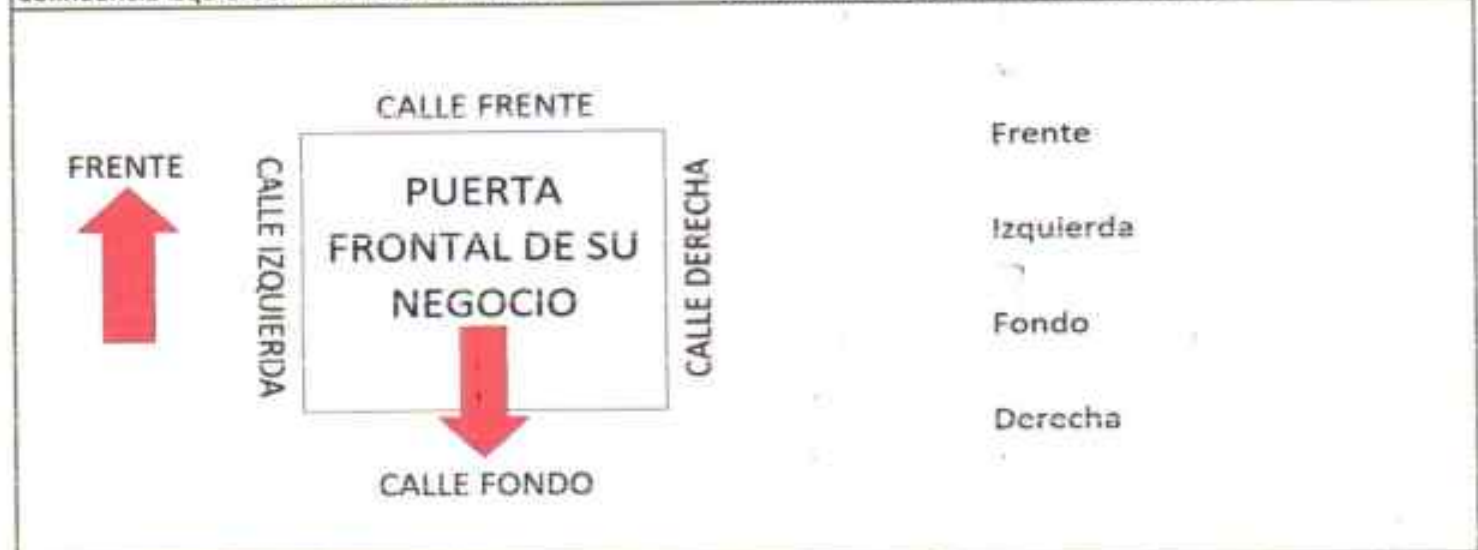 CALLE FRENTE
FRENTE
CALLE IZQUIERDA
PUERTA
FRONTAL DE SU
NEGOCIO
CALLE DERECHA
CALLE FONDO
Frente
Izquierda
Fondo
Derecha